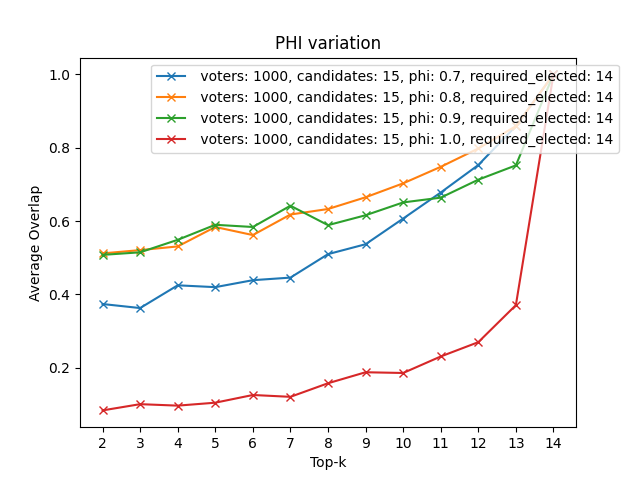 PHI variation
voters: 1000, candidates: 15, phi: 0.7, required_elected: 14
voters: 1000, candidates: 15, phi: 0.8, required_elected: 14
voters: 1000, candidates: 15, phi: 0.9, required_elected: 14
voters: 1000, candidates: 15, phi: 1.0, required_elected: 14
1.0
0.8
0.6
0.4
0.2
Average Overlap
2 3 4 5 6 7 8 9 10 11 12 13 14
Top-k